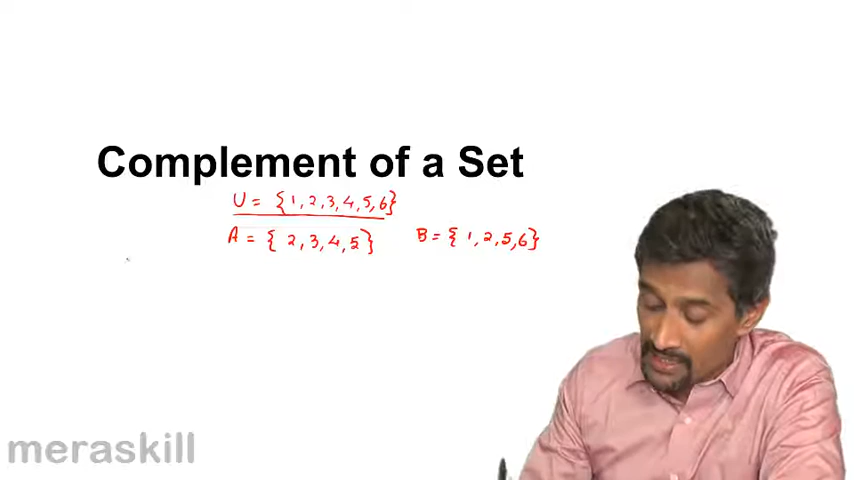 Complement of a Set
U = {1,2,3,4,5,6}
A = { 2,3,4,5} B = { 1,2,5,6}
meraskill